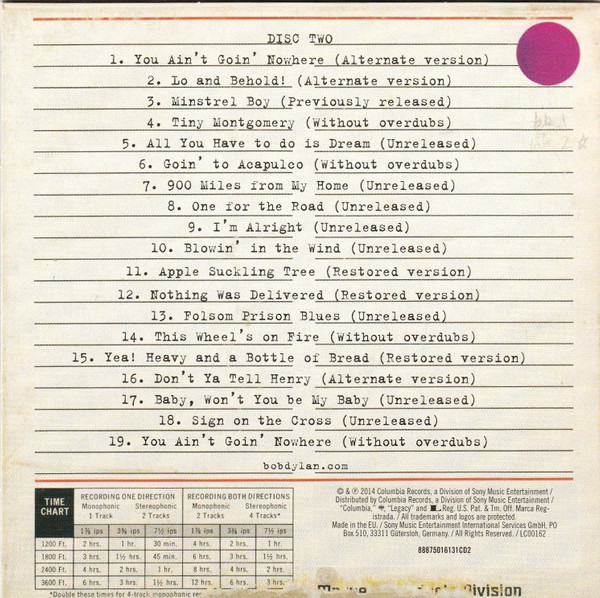 DISC TWO
1. You Ain't Goin' Nowhere (Alternate version)
2. Lo and Behold! (Alternate version)
3. Minstrel Boy (Previously released)
4. Tiny Montgomery (Without overdubs)
5. All You Have to do is Dream (Unreleased)
6. Goin' to Acapulco (Without overdubs)
7. 900 Miles from My Home (Unreleased)
8. One for the Road (Unreleased)
9. I'm Alright (Unreleased)
10. Blowin' in the Wind (Unreleased)
11. Apple Suckling Tree (Restored version)
12. Nothing Was Delivered (Restored version)
13. Folsom Prison Blues (Unreleased)
14. This Wheel's on Fire (Without overdubs)
15. Yea! Heavy and a Bottle of Bread (Restored version)
16. Don't Ya Tell Henry (Alternate version)
17. Baby, Won't You be My Baby (Unreleased)
18. Sign on the Cross (Unreleased)
19. You Ain't Goin' Nowhere (Without overdubs)
bobdylan.com
TIME CHART
RECORDING ONE DIRECTION RECORDING BOTH DIRECTIONS
Monophonic Stereophonic Monophonic Stereophonic
1 Track 2 Tracks 2 Tracks 4 Tracks*
1⅞ ips 3¾ ips 7½ ips 1⅞ ips 3¾ ips 7½ ips
1200 Ft. 2 hrs. 1 hr. 30 min. 4 hrs. 2 hrs. 1 hr.
1800 Ft. 3 hrs. 1½ hrs. 45 min. 6 hrs. 3 hrs. 1½ hrs.
2400 Ft. 4 hrs. 2 hrs. 1 hr. 8 hrs. 4 hrs. 2 hrs.
3600 Ft. 6 hrs. 3 hrs. 1½ hrs. 12 hrs. 6 hrs. 3 hrs.
*Double these times for 4-track monophonic
© & ℗ 2014 Columbia Records, a Division of Sony Music Entertainment /
Distributed by Columbia Records, a Division of Sony Music Entertainment /
"Columbia," "Legacy" and Reg. U.S. Pat. & Tm. Off. Marca Reg-
istrada. / All trademarks and logos are protected.
Made in the EU. / Sony Music Entertainment International Services GmbH, PO
Box 510, 33311 Gütersloh, Germany. / All Rights Reserved. / LC00162
88875016131CD2
Division